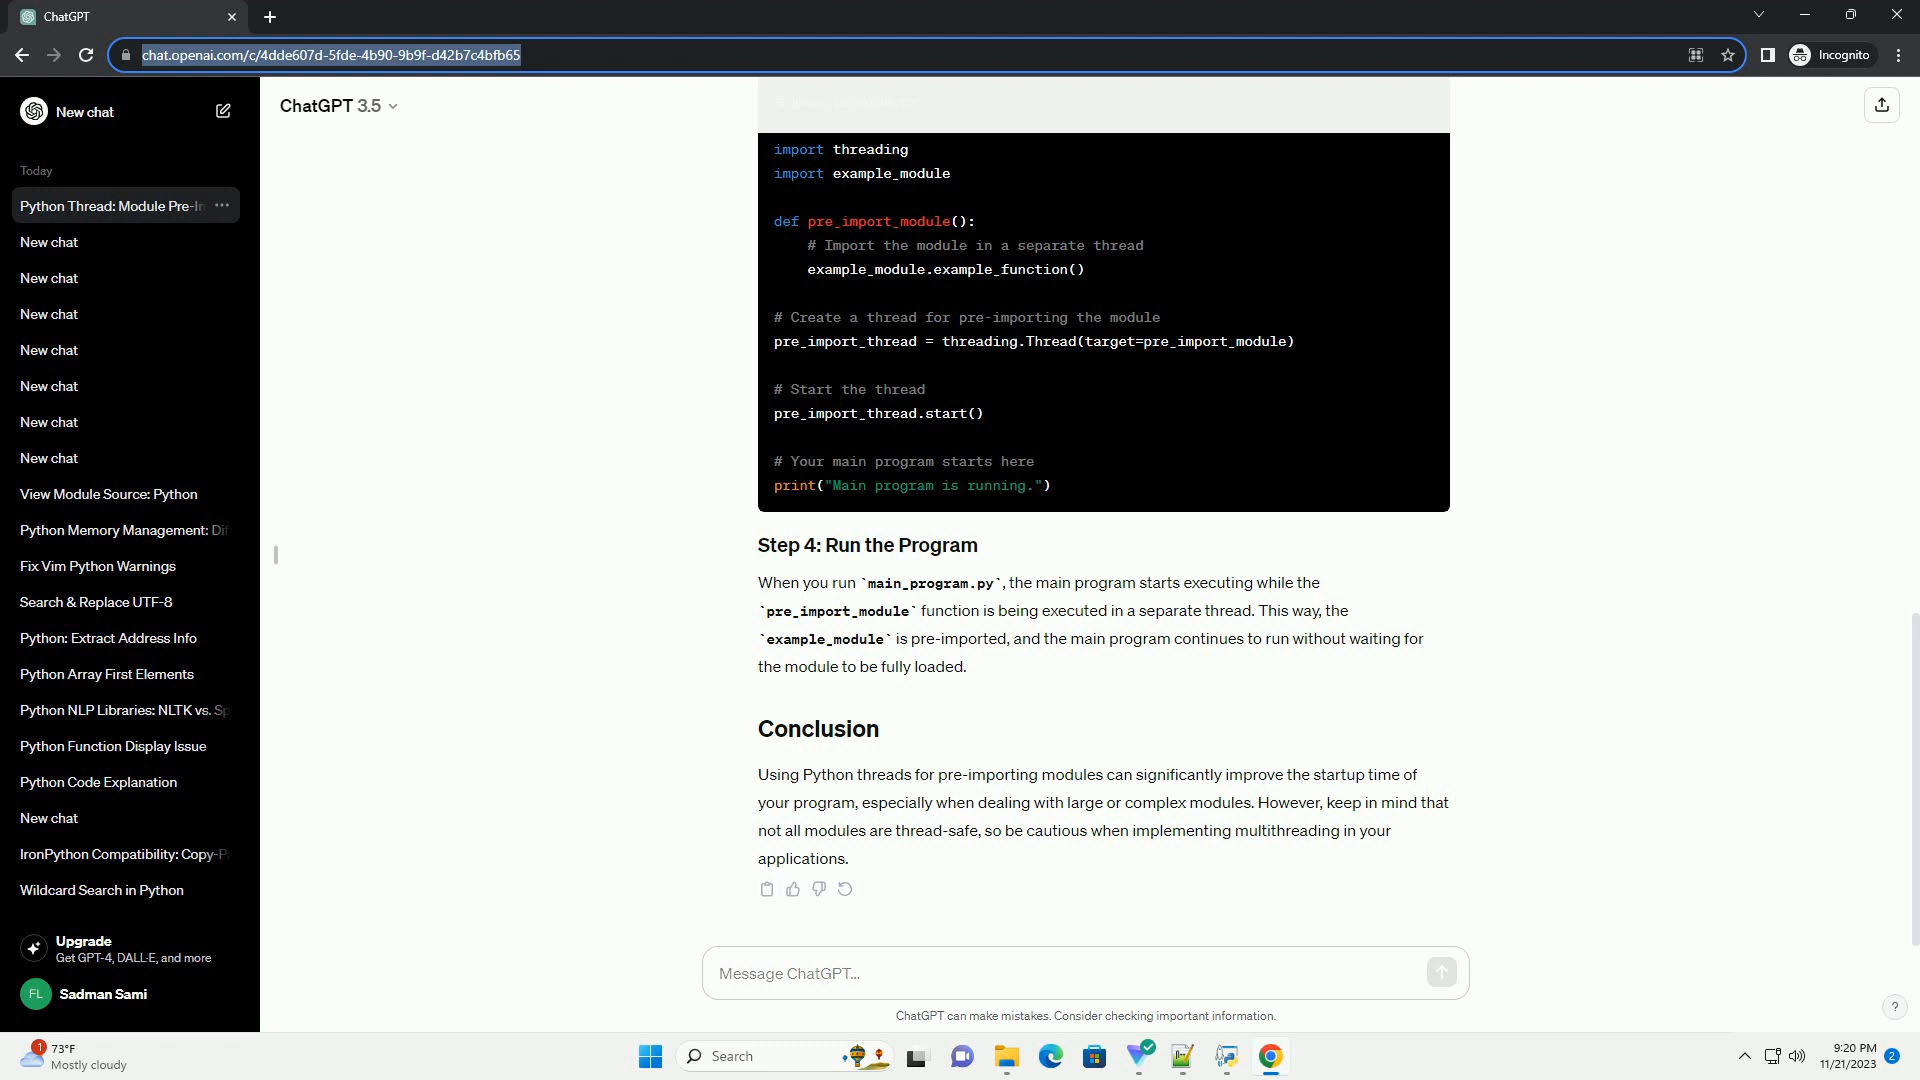 ChatGPT
chat.openai.com/c/4dde607d-5fde-4b90-9b9f-d42b7c4bfb65
Incognito
New chat
Today
Python Thread: Module Pre-In
New chat
New chat
New chat
New chat
New chat
New chat
New chat
View Module Source: Python
Python Memory Management: Dif
Fix Vim Python Warnings
Search & Replace UTF-8
Python: Extract Address Info
Python Array First Elements
Python NLP Libraries: NLTK vs. Sp
Python Function Display Issue
Python Code Explanation
New chat
IronPython Compatibility: Copy-P
Wildcard Search in Python
Upgrade
Get GPT-4, DALL·E, and more
FL
Sadman Sami
ChatGPT 3.5
import threading
import example_module
def pre_import_module():
# Import the module in a separate thread
example_module.example_function()
# Create a thread for pre-importing the module
pre_import_thread = threading.Thread(target=pre_import_module)
# Start the thread
pre_import_thread.start()
# Your main program starts here
print("Main program is running.")
Step 4: Run the Program
When you run `main_program.py`, the main program starts executing while the
`pre_import_module` function is being executed in a separate thread. This way, the
`example_module` is pre-imported, and the main program continues to run without waiting for
the module to be fully loaded.
Conclusion
Using Python threads for pre-importing modules can significantly improve the startup time of
your program, especially when dealing with large or complex modules. However, keep in mind that
not all modules are thread-safe, so be cautious when implementing multithreading in your
applications.
Message ChatGPT...
ChatGPT can make mistakes. Consider checking important information.
?
1
73°F
Mostly cloudy
Search
9:20 PM
11/21/2023
2